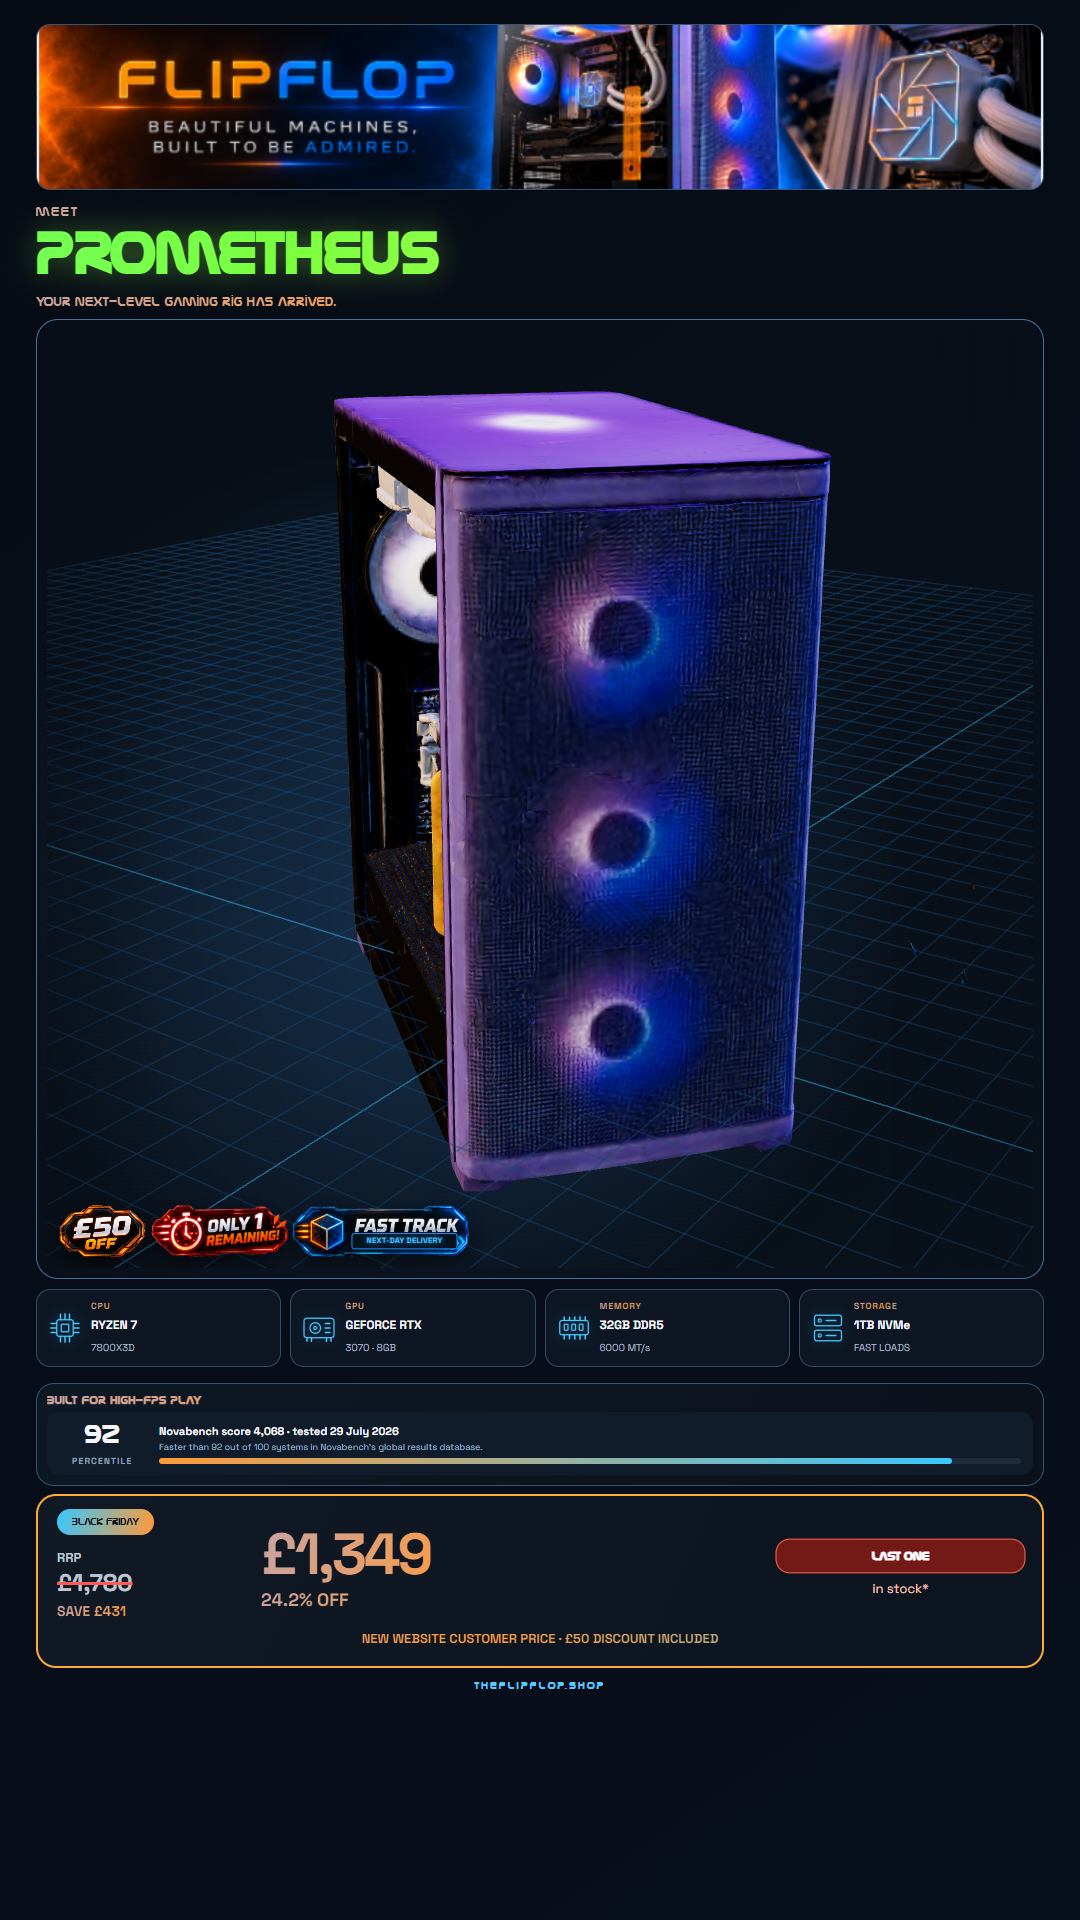 FLIPFLOP
BEAUTIFUL MACHINES,
BUILT TO BE ADMIRED.
MEET
PROMETHEUS
YOUR NEXT-LEVEL GAMING RIG HAS ARRIVED.
£50
OFF
ONLY 1
REMAINING!
FAST TRACK
NEXT-DAY DELIVERY
CPU
RYZEN 7
7800X3D
GPU
GEFORCE RTX
3070 · 8GB
MEMORY
32GB DDR5
6000 MT/s
STORAGE
1TB NVMe
FAST LOADS
BUILT FOR HIGH-FPS PLAY
92
PERCENTILE
Novabench score 4,068 · tested 29 July 2026
Faster than 92 out of 100 systems in Novabench's global results database.
BLACK FRIDAY
RRP
£1,780
SAVE £431
£1,349
24.2% OFF
LAST ONE
in stock*
NEW WEBSITE CUSTOMER PRICE · £50 DISCOUNT INCLUDED
THEFLIPFLOP.SHOP